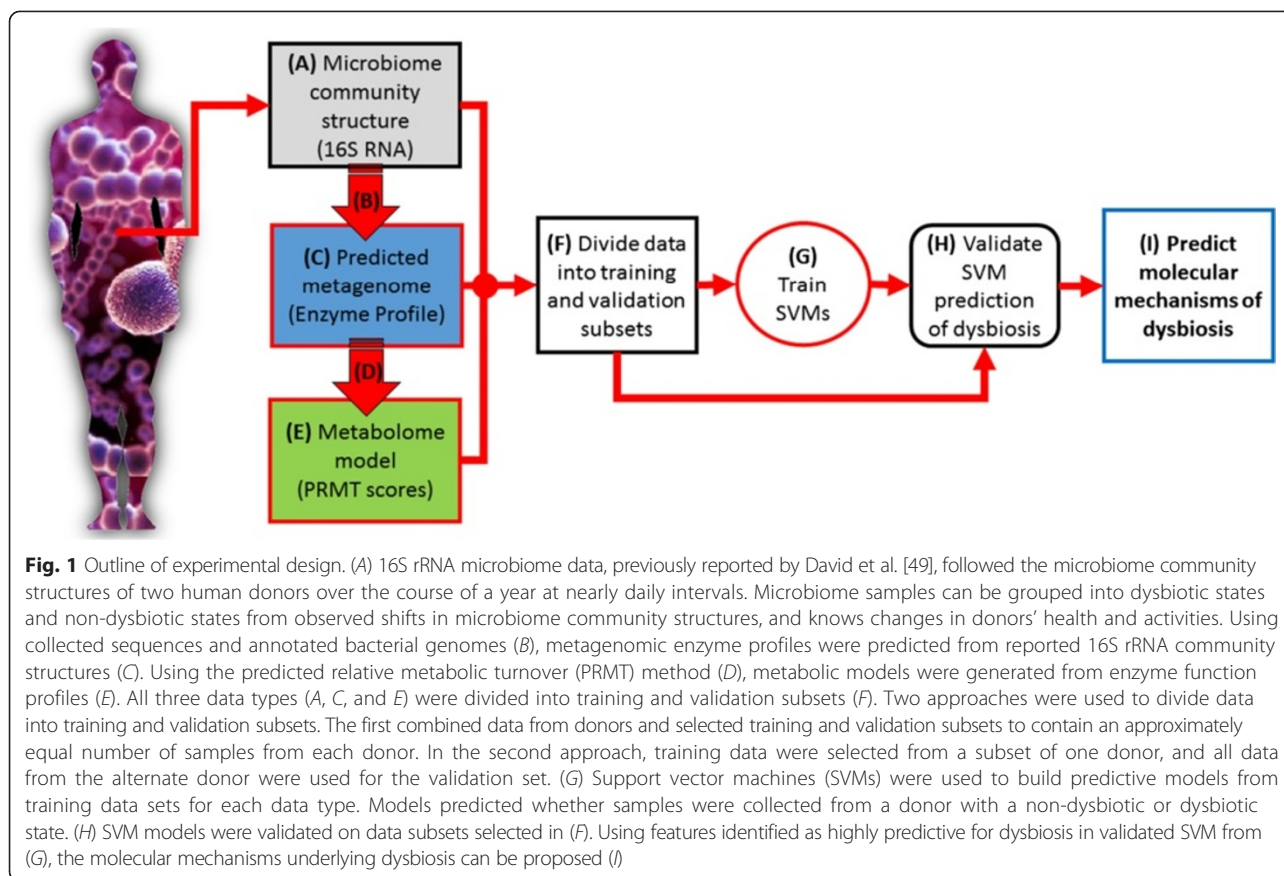 (A) Microbiome
community
structure
(16S RNA)
(B)
(C) Predicted
metagenome
(Enzyme Profile)
(D)
(E) Metabolome
model
(PRMT scores)
(F) Divide data
into training
and validation
subsets
(G)
Train
SVMs
(H) Validate
SVM
prediction
of dysbiosis
(I) Predict
molecular
mechanisms of
dysbiosis
Fig. 1 Outline of experimental design. (A) 16S rRNA microbiome data, previously reported by David et al. [49], followed the microbiome community
structures of two human donors over the course of a year at nearly daily intervals. Microbiome samples can be grouped into dysbiotic states
and non-dysbiotic states from observed shifts in microbiome community structures, and knows changes in donors' health and activities. Using
collected sequences and annotated bacterial genomes (B), metagenomic enzyme profiles were predicted from reported 16S rRNA community
structures (C). Using the predicted relative metabolic turnover (PRMT) method (D), metabolic models were generated from enzyme function
profiles (E). All three data types (A, C, and E) were divided into training and validation subsets (F). Two approaches were used to divide data
into training and validation subsets. The first combined data from donors and selected training and validation subsets to contain an approximately
equal number of samples from each donor. In the second approach, training data were selected from a subset of one donor, and all data
from the alternate donor were used for the validation set. (G) Support vector machines (SVMs) were used to build predictive models from
training data sets for each data type. Models predicted whether samples were collected from a donor with a non-dysbiotic or dysbiotic
state. (H) SVM models were validated on data subsets selected in (F). Using features identified as highly predictive for dysbiosis in validated SVM from
(G), the molecular mechanisms underlying dysbiosis can be proposed (I)